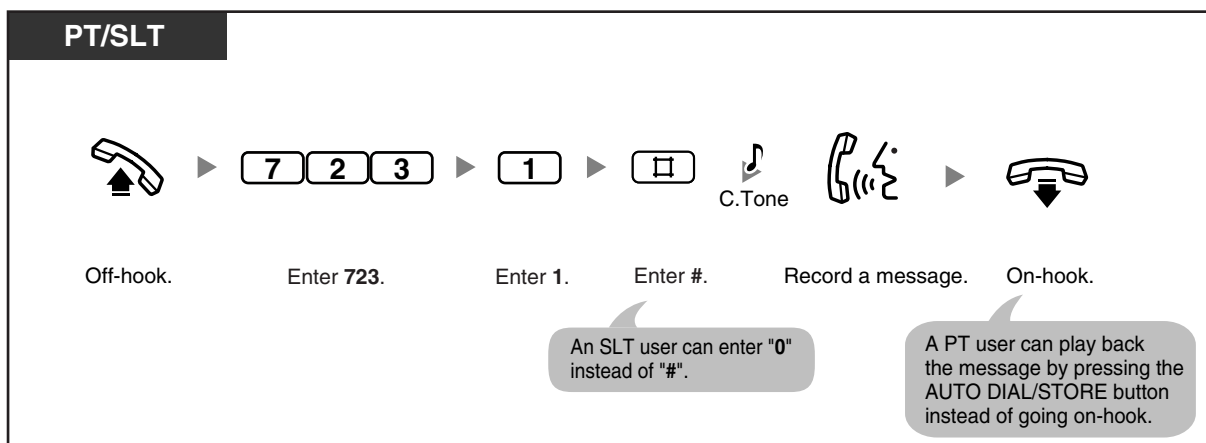 PT/SLT
7 2 3
1
C.Tone
Off-hook.
Enter 723.
Enter 1.
Enter #.
Record a message.
On-hook.
An SLT user can enter "0"
instead of "#".
A PT user can play back
the message by pressing the
AUTO DIAL/STORE button
instead of going on-hook.